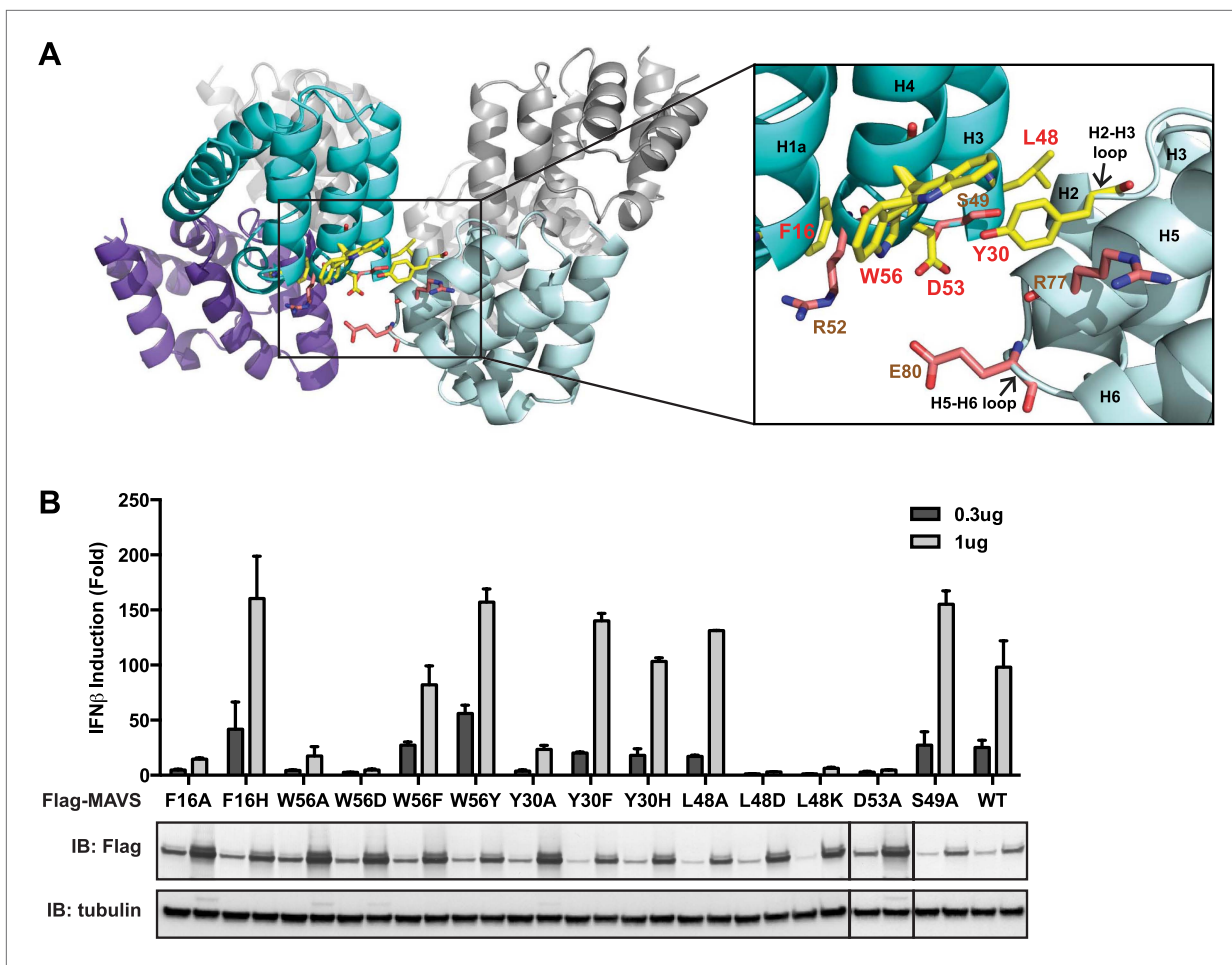 A
H4
H1a
H3
L48
H2-H3
loop
H3
H2
S49
H5
F16
Y30
W56
R77
D53
R52
E80
H5-H6 loop
H6
B
IFNβ Induction (Fold)
250
200
150
100
50
0
0.3ug
1ug
Flag-MAVS F16A F16H W56A W56D W56F W56Y Y30A Y30F Y30H L48A L48D L48K D53A S49A WT
IB: Flag
IB: tubulin